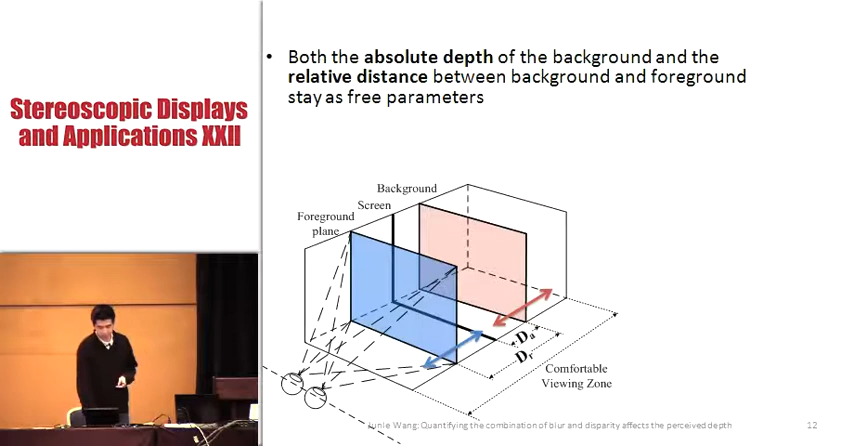 Stereoscopic Displays
and Applications XXII
• Both the absolute depth of the background and the
relative distance between background and foreground
stay as free parameters
Background
Screen
Foreground
plane
Da
Dr
Comfortable
Viewing Zone
Junle Wang: Quantifying the combination of blur and disparity affects the perceived depth
12